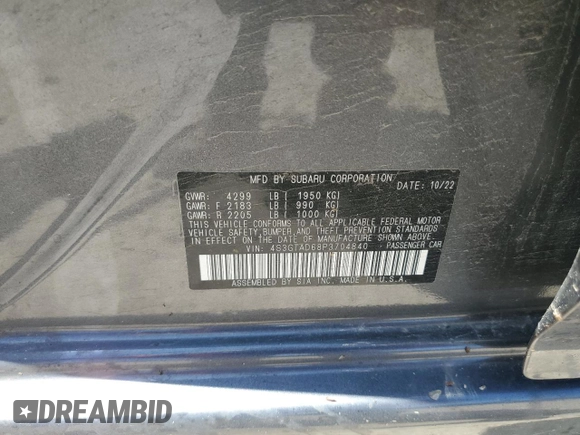 MFD BY SUBARU CORPORATION
DATE: 10/22
GVWR: 4299 LB [ 1950 KG]
GAWR: F 2183 LB [ 990 KG]
GAWR: R 2205 LB [ 1000 KG]
THIS VEHICLE CONFORMS TO ALL APPLICABLE FEDERAL MOTOR
VEHICLE SAFETY, BUMPER AND THEFT PREVENTION STANDARDS
IN EFFECT ON THE DATE OF MANUFACTURE SHOWN ABOVE.
VIN: 4S3GTAD68P3704840 PASSENGER CAR
ASSEMBLED BY SIA INC. MADE IN U.S.A.
DREAMBID